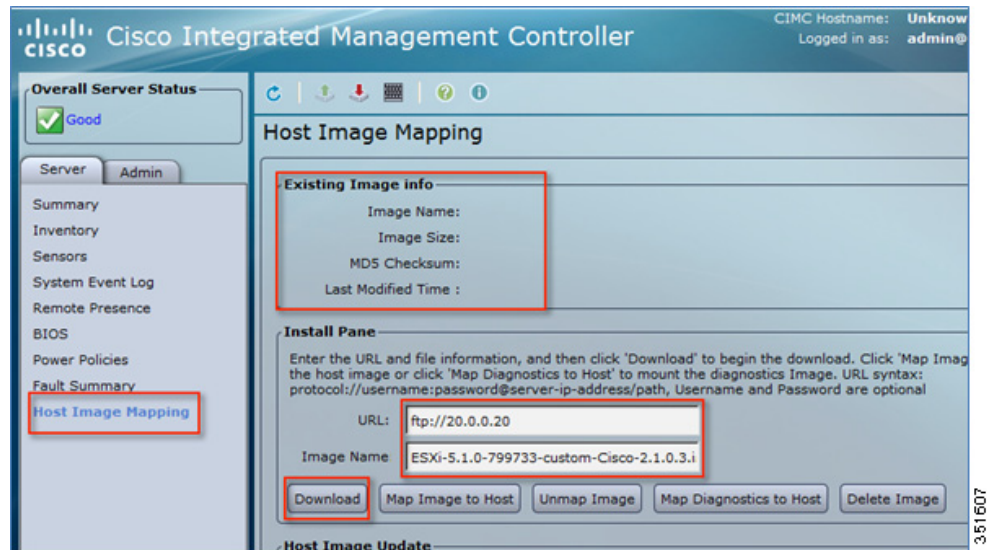 CISCO Cisco Integrated Management Controller
CIMC Hostname: Unknow
Logged in as: admin@
Overall Server Status
Good
Server Admin
Summary
Inventory
Sensors
System Event Log
Remote Presence
BIOS
Power Policies
Fault Summary
Host Image Mapping
Host Image Mapping
Existing Image info
Image Name:
Image Size:
MD5 Checksum:
Last Modified Time :
Install Pane
Enter the URL and file information, and then click 'Download' to begin the download. Click 'Map Imag
the host image or click 'Map Diagnostics to Host' to mount the diagnostics Image. URL syntax:
protocol://username:password@server-ip-address/path, Username and Password are optional
URL: ftp://20.0.0.20
Image Name ESXi-5.1.0-799733-custom-Cisco-2.1.0.3.i
Download Map Image to Host Unmap Image Map Diagnostics to Host Delete Image
Host Image Update
351607